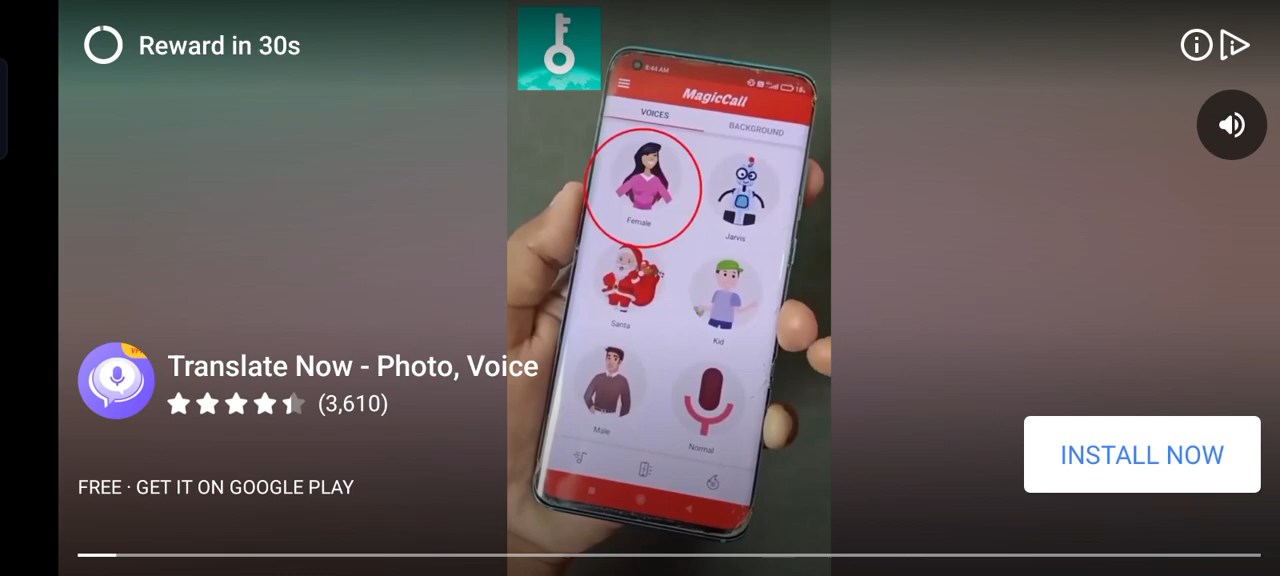 Reward in 30s
9:44 AM
MagicCall
VOICES
BACKGROUND
Female
Jarvis
Santa
Kid
Male
Normal
Translate Now - Photo, Voice
(3,610)
INSTALL NOW
FREE · GET IT ON GOOGLE PLAY